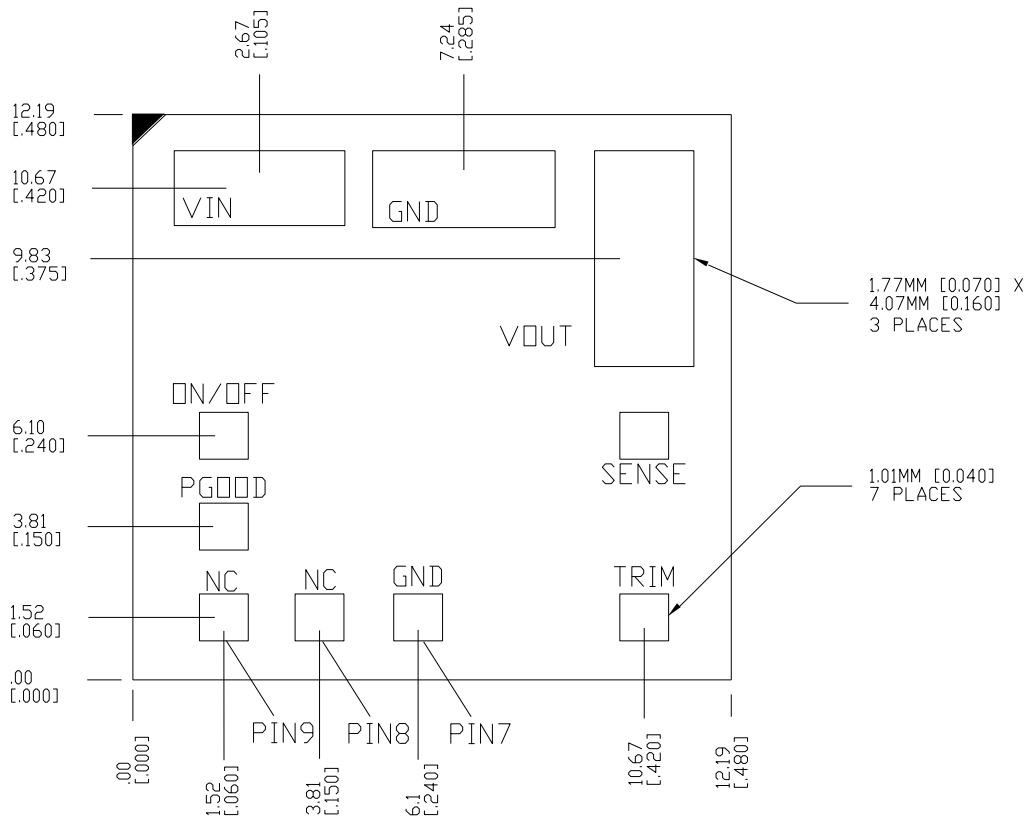 2.67
[.105]
7.24
[.285]
12.19
[.480]
10.67
[.420]
VIN
GND
9.83
[.375]
1.77MM [0.070] X
4.07MM [0.160]
3 PLACES
VOUT
ON/OFF
6.10
[.240]
SENSE
1.01MM [0.040]
7 PLACES
PGOOD
3.81
[.150]
NC
NC
GND
TRIM
1.52
[.060]
.00
[.000]
PIN9
PIN8
PIN7
.00
[.000]
1.52
[.060]
3.81
[.150]
6.1
[.240]
10.67
[.420]
12.19
[.480]